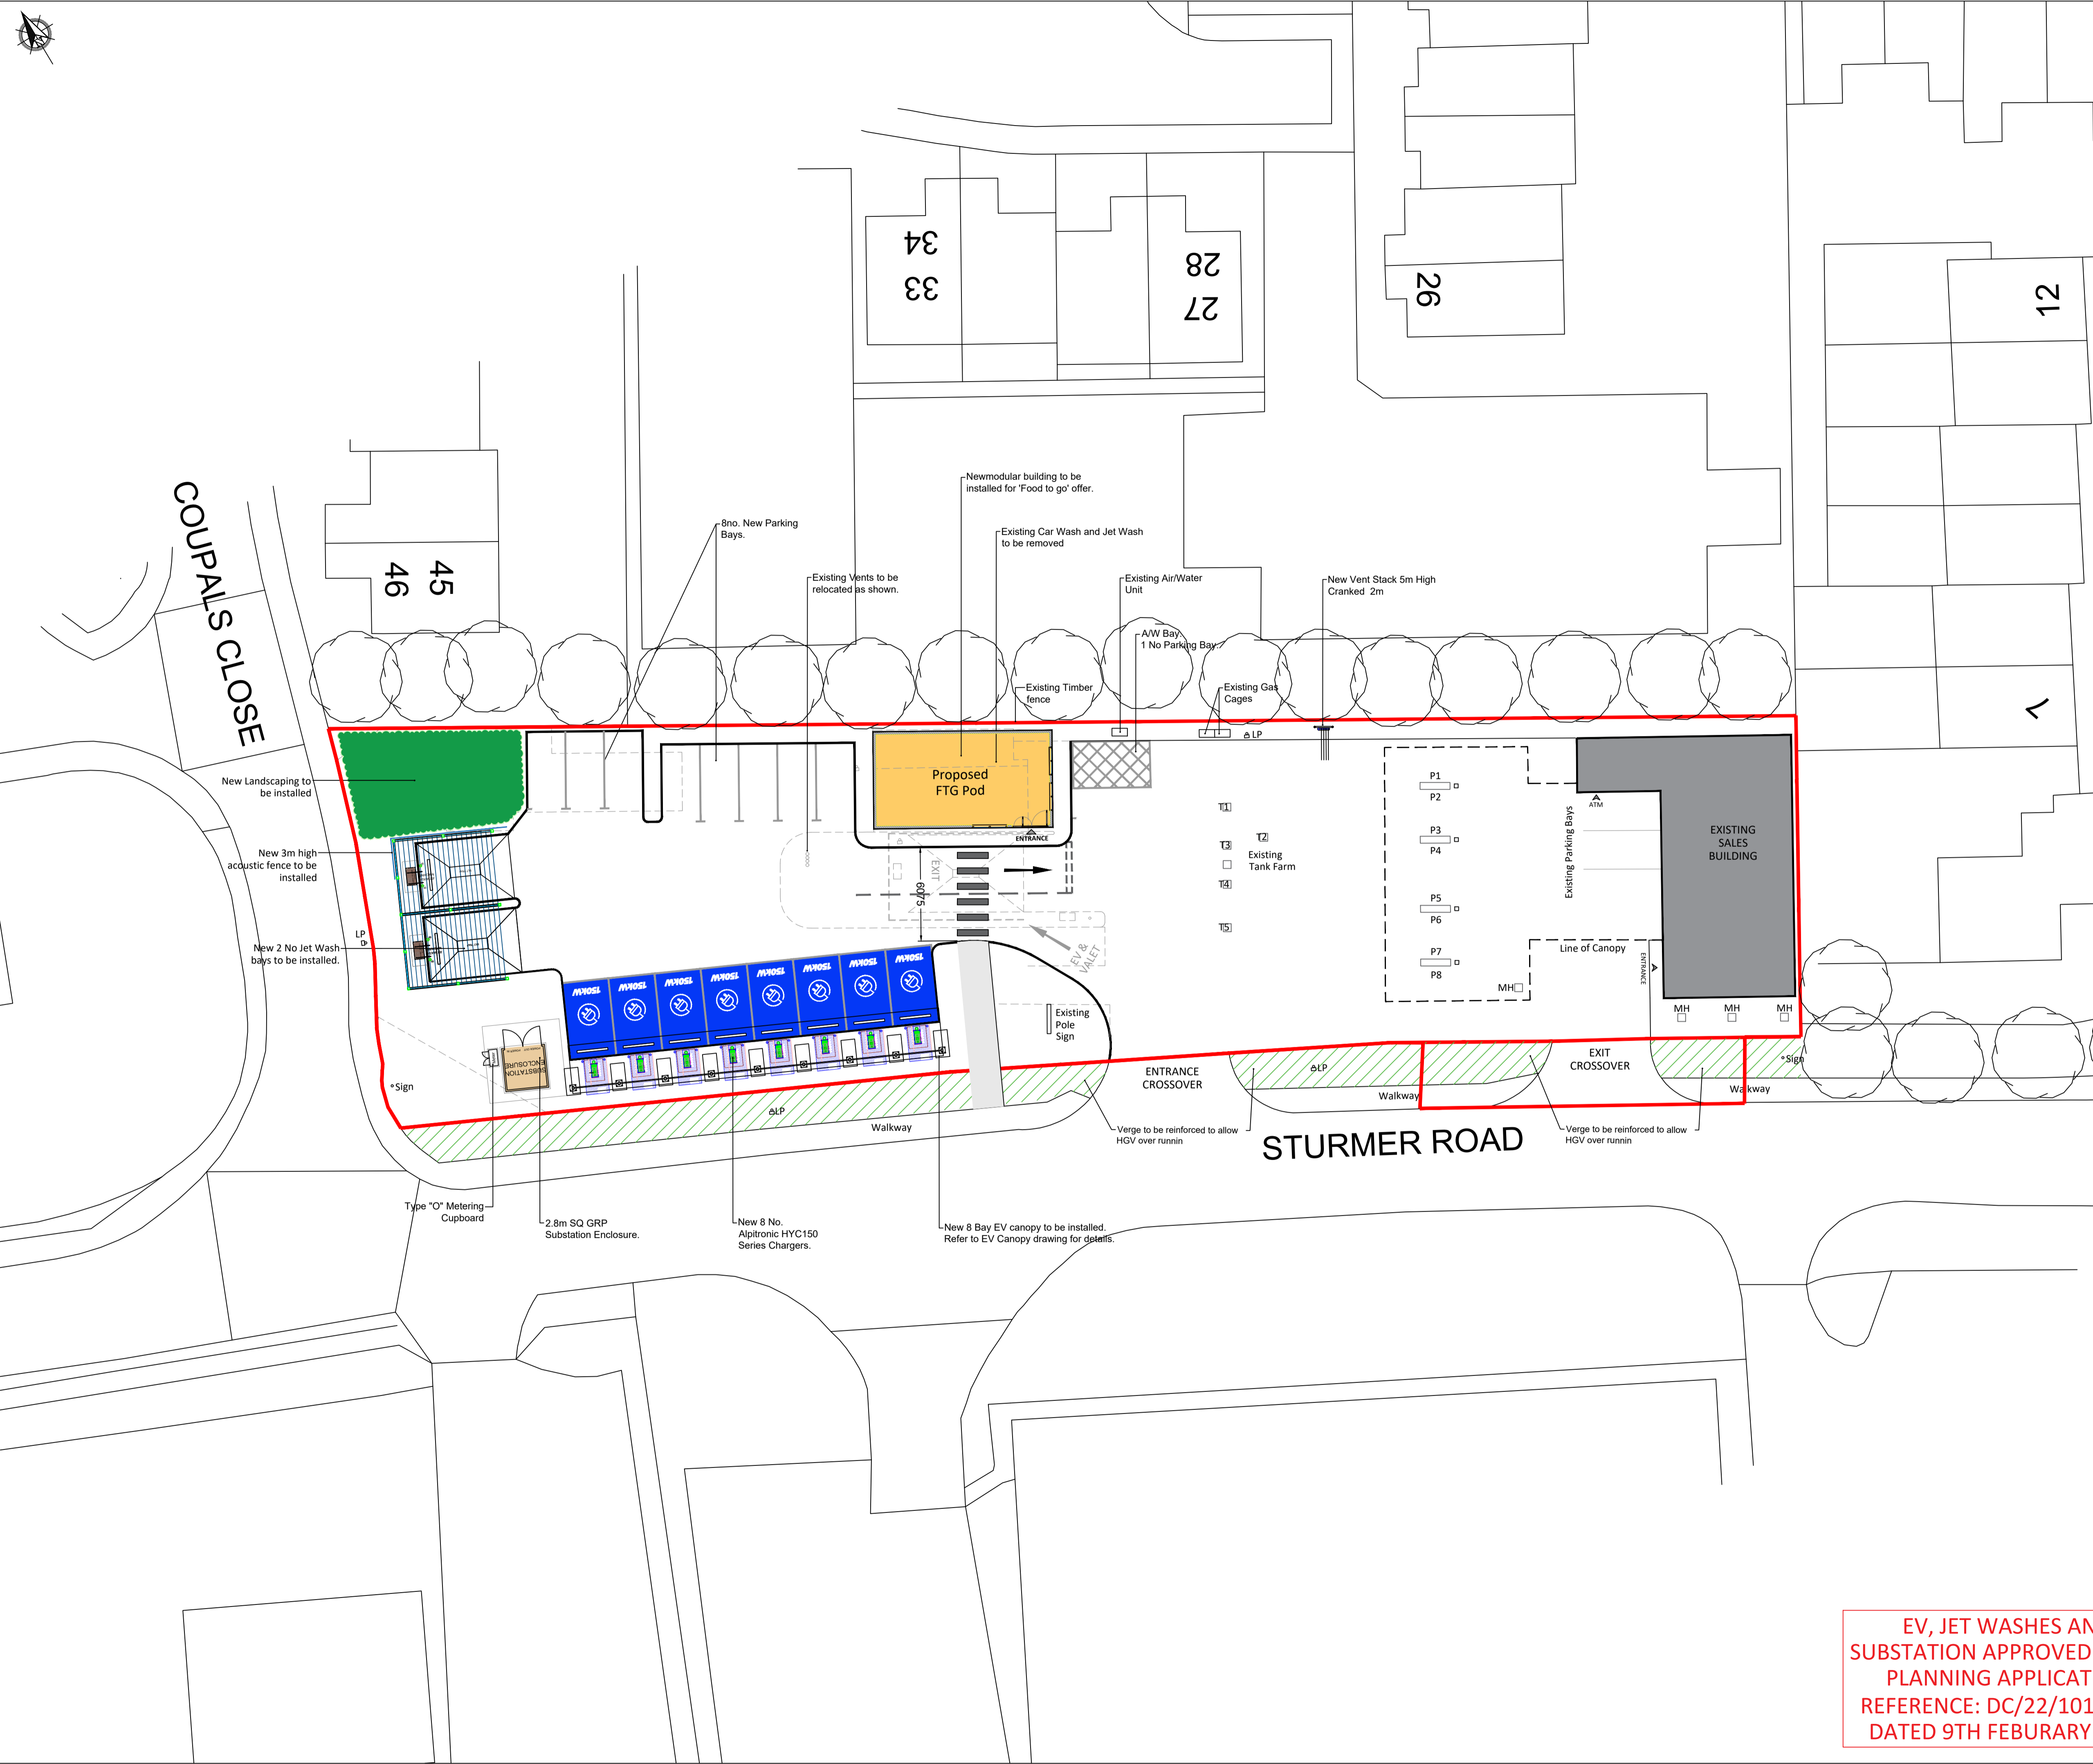 34
33
28
27
26
12
7
COUPALS CLOSE
46
45
Newmodular building to be
installed for 'Food to go' offer.
8no. New Parking
Bays.
Existing Car Wash and Jet Wash
to be removed
Existing Vents to be
relocated as shown.
Existing Air/Water
Unit
New Vent Stack 5m High
Cranked 2m
A/W Bay.
1 No Parking Bay.
Existing Timber
fence
Existing Gas
Cages
LP
New Landscaping to
be installed
Proposed
FTG Pod
ENTRANCE
EXIT
6075
EV &
VALET
New 3m high
acoustic fence to be
installed
LP
New 2 No Jet Wash
bays to be installed.
T1
T2
T3
Existing
Tank Farm
T4
T5
P1
P2
P3
P4
P5
P6
P7
P8
MH
Existing Parking Bays
ATM
EXISTING
SALES
BUILDING
Line of Canopy
ENTRANCE
MH
MH
MH
150KW
150KW
150KW
150KW
150KW
150KW
150KW
150KW
Existing
Pole
Sign
SUBSTATION
ENCLOSURE
Sign
LP
Walkway
ENTRANCE
CROSSOVER
LP
Walkway
EXIT
CROSSOVER
Sign
Walkway
Verge to be reinforced to allow
HGV over runnin
STURMER ROAD
Verge to be reinforced to allow
HGV over runnin
Type "O" Metering
Cupboard
2.8m SQ GRP
Substation Enclosure.
New 8 No.
Alpitronic HYC150
Series Chargers.
New 8 Bay EV canopy to be installed.
Refer to EV Canopy drawing for details.
EV, JET WASHES AN
SUBSTATION APPROVED
PLANNING APPLICAT
REFERENCE: DC/22/101
DATED 9TH FEBURARY